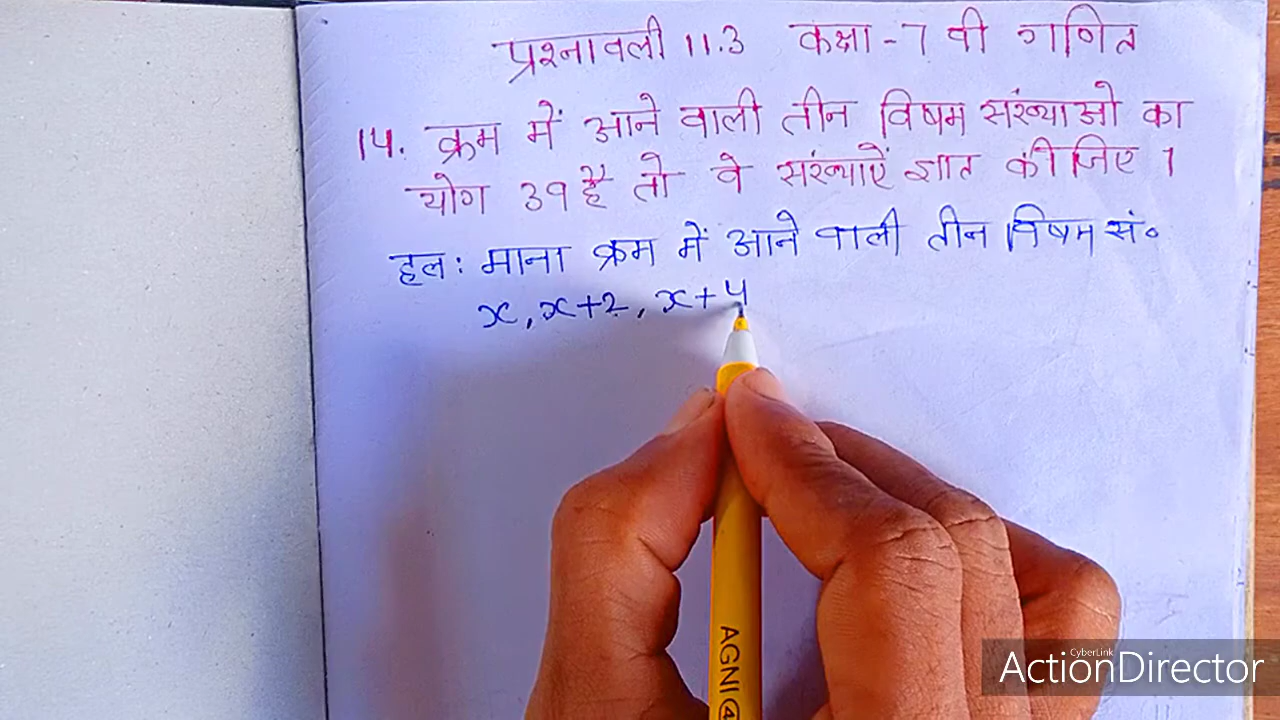 प्रश्नावली 11.3 कक्षा-7 वी गणित
14. क्रम में आने वाली तीन विषम संख्याओ का
योग 39 है तो वे संख्याऐं ज्ञात कीजिए ।
हल: माना क्रम में आने वाली तीन विषम सं०
x, x+2, x+4
AGNI 4
CyberLink
ActionDirector